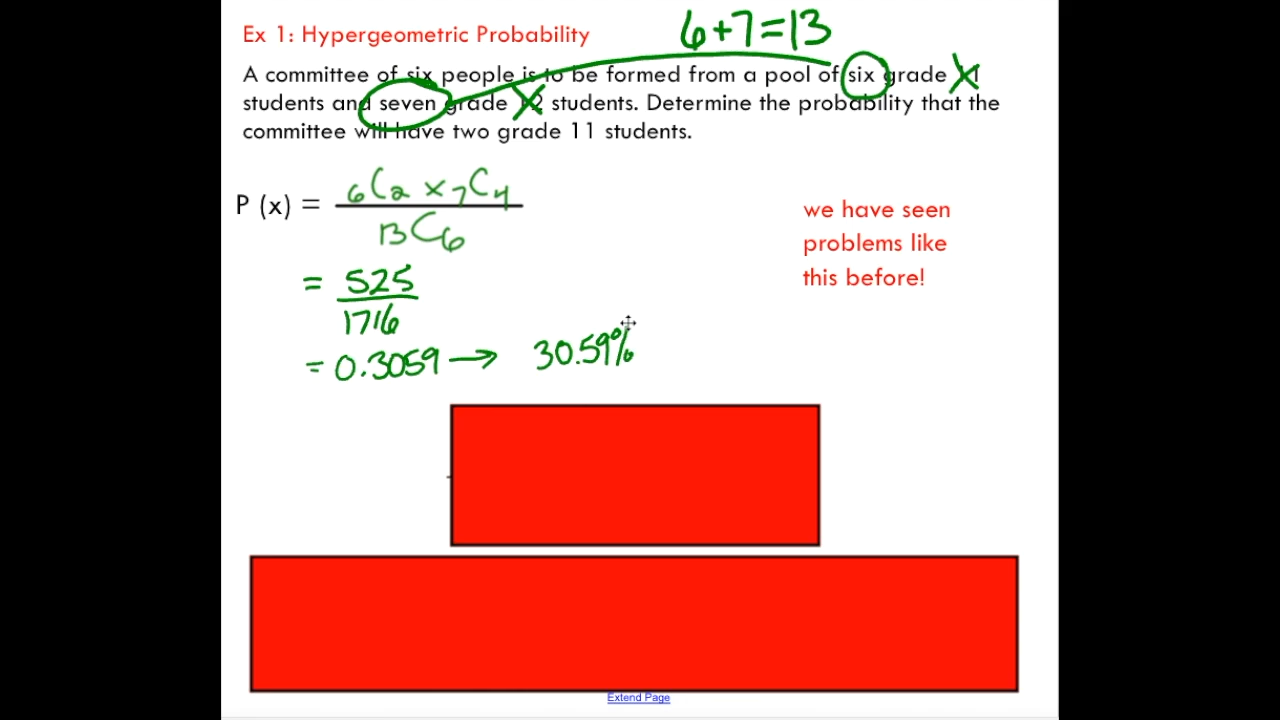 Ex 1: Hypergeometric Probability
6+7=13
A committee of six people is to be formed from a pool of six grade 11
students and seven grade 12 students. Determine the probability that the
committee will have two grade 11 students.
P (x) = 6C2 x 7C4
13C6
we have seen
problems like
this before!
= 525
1716
= 0.3059 → 30.59%
Extend Page